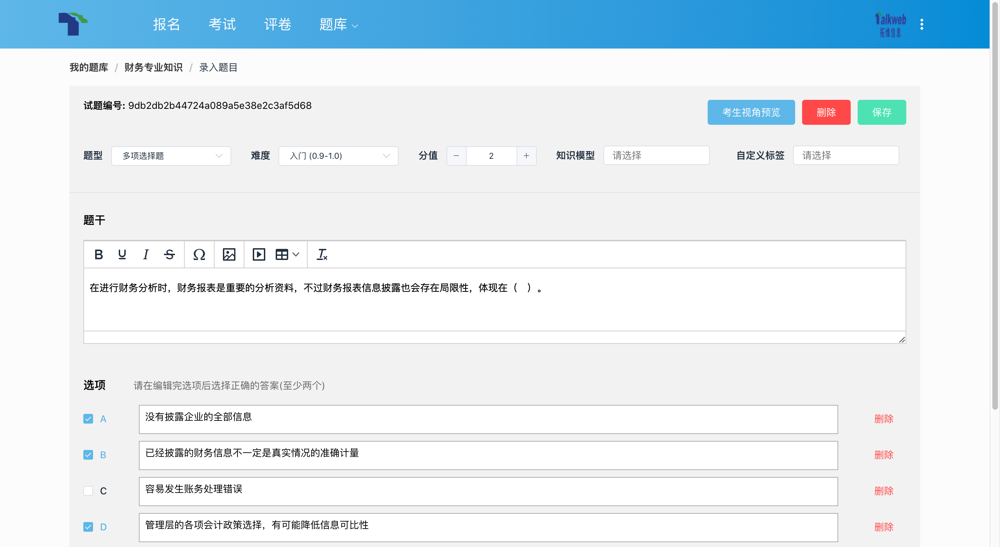 报名 考试 评卷 题库
Talkweb
拓维信息
我的题库 / 财务专业知识 / 录入题目
试题编号: 9db2db2b44724a089a5e38e2c3af5d68
考生视角预览 删除 保存
题型 多项选择题 难度 入门 (0.9-1.0) 分值 − 2 + 知识模型 请选择 自定义标签 请选择
题干
在进行财务分析时，财务报表是重要的分析资料，不过财务报表信息披露也会存在局限性，体现在（ ）。
选项 请在编辑完选项后选择正确的答案(至少两个)
A 没有披露企业的全部信息 删除
B 已经披露的财务信息不一定是真实情况的准确计量 删除
C 容易发生账务处理错误 删除
D 管理层的各项会计政策选择，有可能降低信息可比性 删除